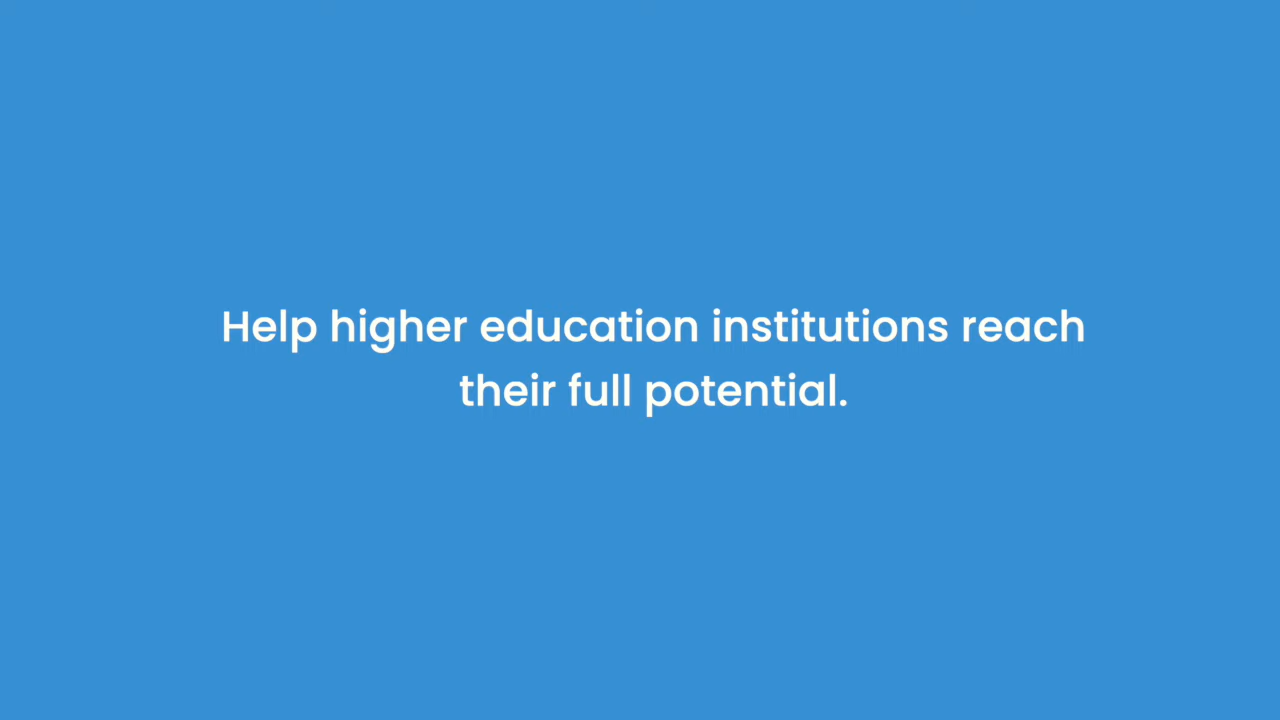 Help higher education institutions reach
their full potential.